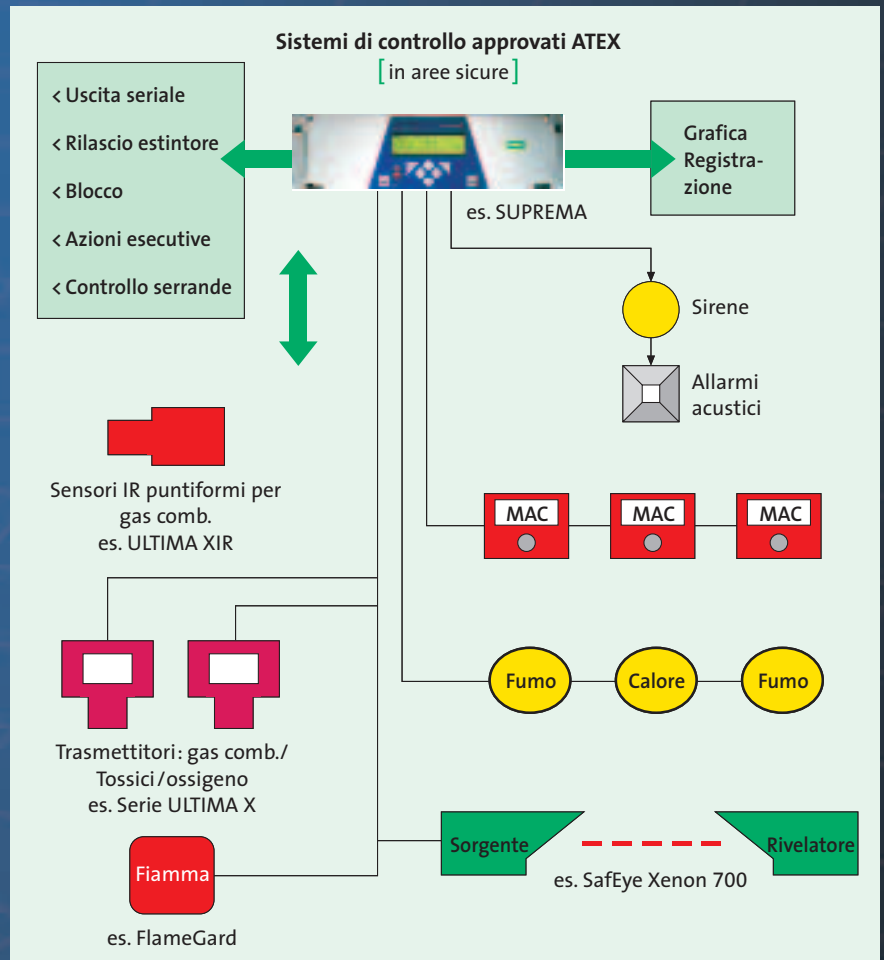 Sistemi di controllo approvati ATEX
[in aree sicure]
< Uscita seriale
< Rilascio estintore
< Blocco
< Azioni esecutive
< Controllo serrande
Grafica
Registra-
zione
es. SUPREMA
Sirene
Allarmi
acustici
Sensori IR puntiformi per
gas comb.
es. ULTIMA XIR
MAC
MAC
MAC
Trasmettitori: gas comb./
Tossici/ossigeno
es. Serie ULTIMA X
Fumo
Calore
Fumo
Fiamma
es. FlameGard
Sorgente
Rivelatore
es. SafEye Xenon 700